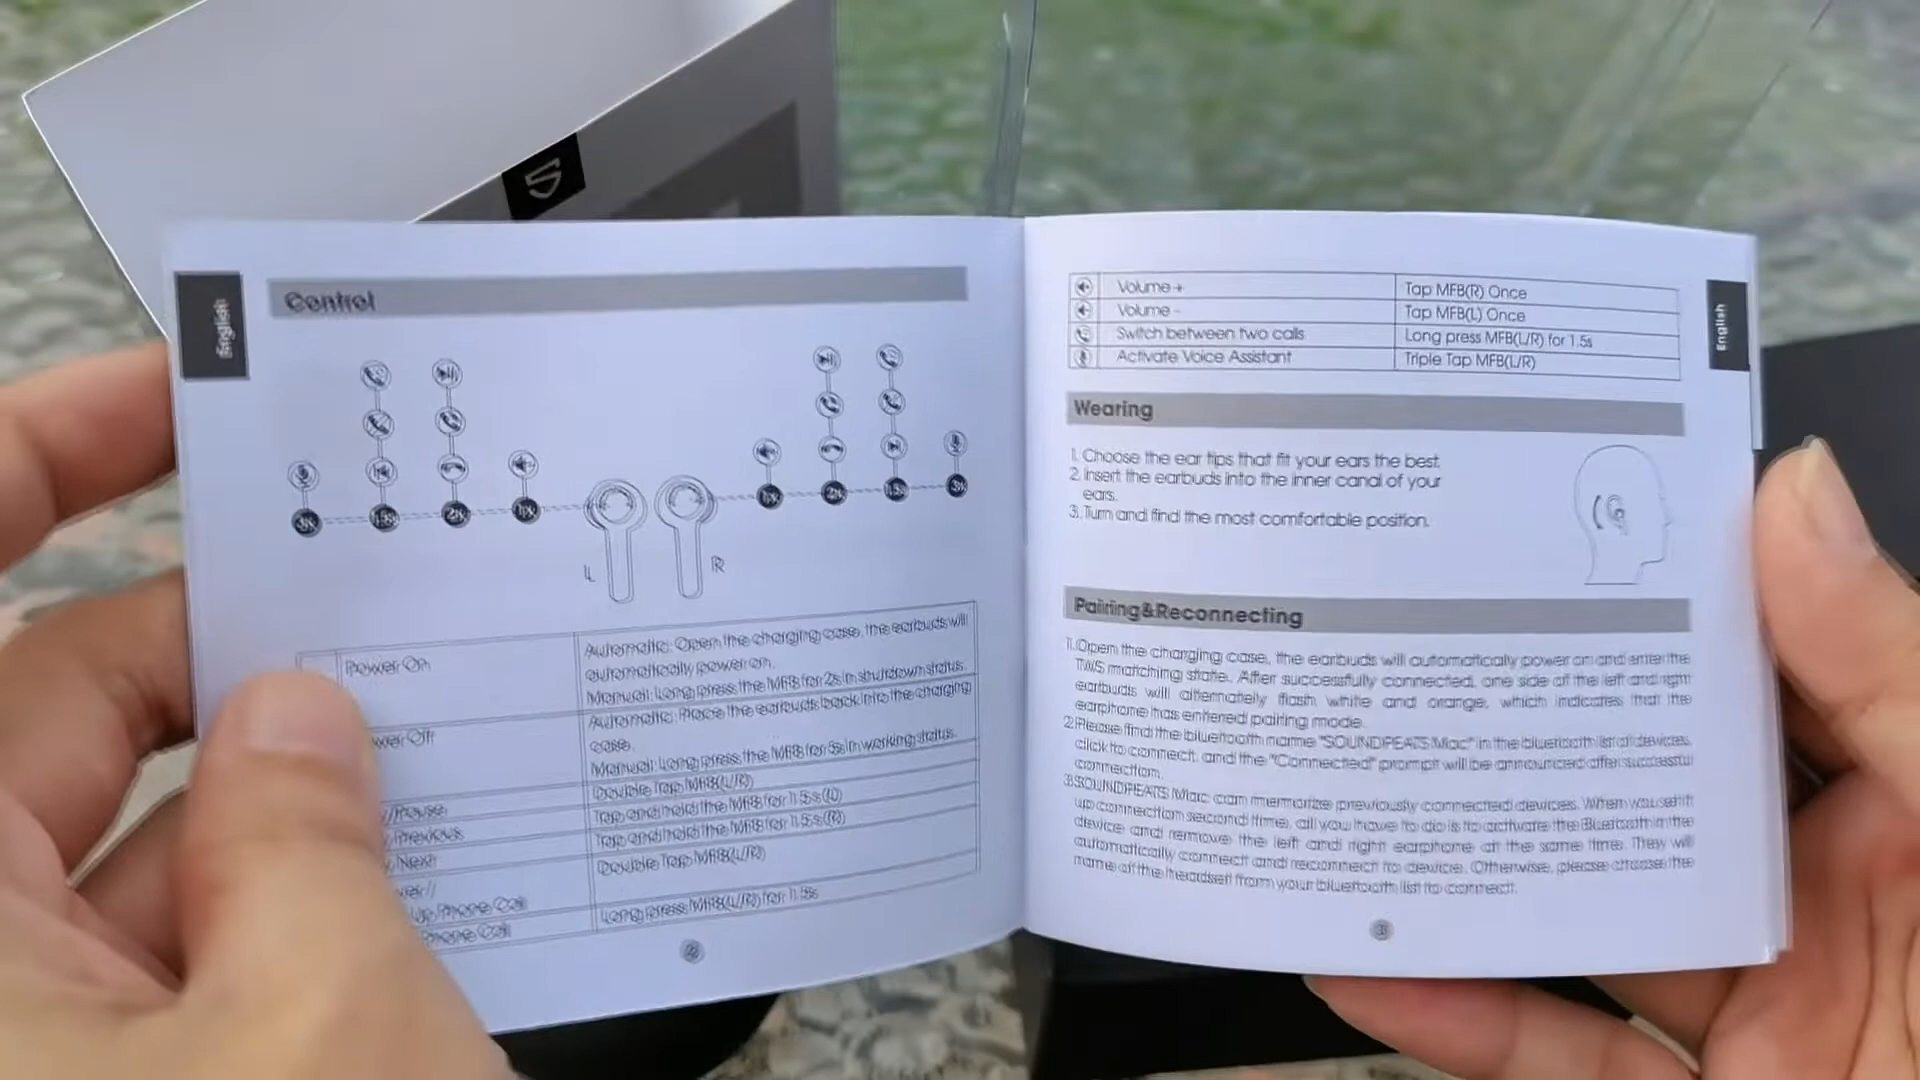 English
Control
3x
1.5s
2x
1x
1x
2x
1.5s
3x
L
R
Power On
Automatic: Open the charging case, the earbuds will
automatically power on.
Manual: Long press the MFB for 2s in shutdown status.
wer Off
Automatic: Place the earbuds back into the charging
case.
Manual: Long press the MFB for 5s in working status.
/Pause
Double Tap MFB(L/R)
Previous
Tap and hold the MFB for 1.5s(L)
Next
Tap and hold the MFB for 1.5s(R)
wer/
Up Phone Call
Double Tap MFB(L/R)
Phone Call
Long press MFB(L/R) for 1.5s
2
English
Volume + Tap MFB(R) Once
Volume - Tap MFB(L) Once
Switch between two calls Long press MFB(L/R) for 1.5s
Activate Voice Assistant Triple Tap MFB(L/R)
Wearing
1. Choose the ear tips that fit your ears the best.
2. Insert the earbuds into the inner canal of your
ears.
3. Turn and find the most comfortable position.
Pairing&Reconnecting
1. Open the charging case, the earbuds will automatically power on and enter the
TWS matching state. After successfully connected, one side of the left and right
earbuds will alternately flash white and orange, which indicates that the
earphone has entered pairing mode.
2. Please find the bluetooth name "SOUNDPEATS Mac" in the bluetooth list of devices,
click to connect, and the "Connected" prompt will be announced after successful
connection.
3. SOUNDPEATS Mac can memorize previously connected devices. When you set it
up connection second time, all you have to do is to activate the Bluetooth in the
device and remove the left and right earphone at the same time. They will
automatically connect and reconnect to device. Otherwise, please choose the
name of the headset from your bluetooth list to connect.
3